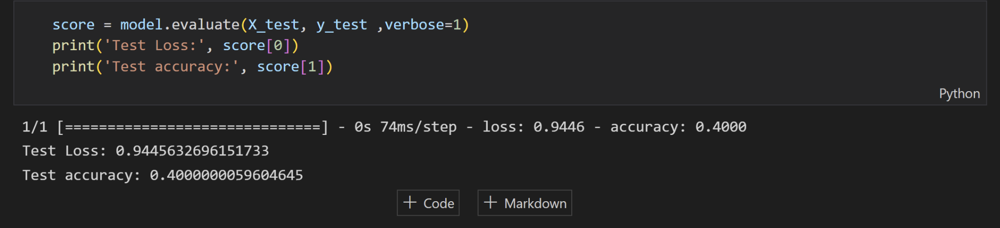 score = model.evaluate(X_test, y_test ,verbose=1)
print('Test Loss:', score[0])
print('Test accuracy:', score[1])
Python
1/1 [==============================] - 0s 74ms/step - loss: 0.9446 - accuracy: 0.4000
Test Loss: 0.9445632696151733
Test accuracy: 0.4000000059604645
+ Code + Markdown